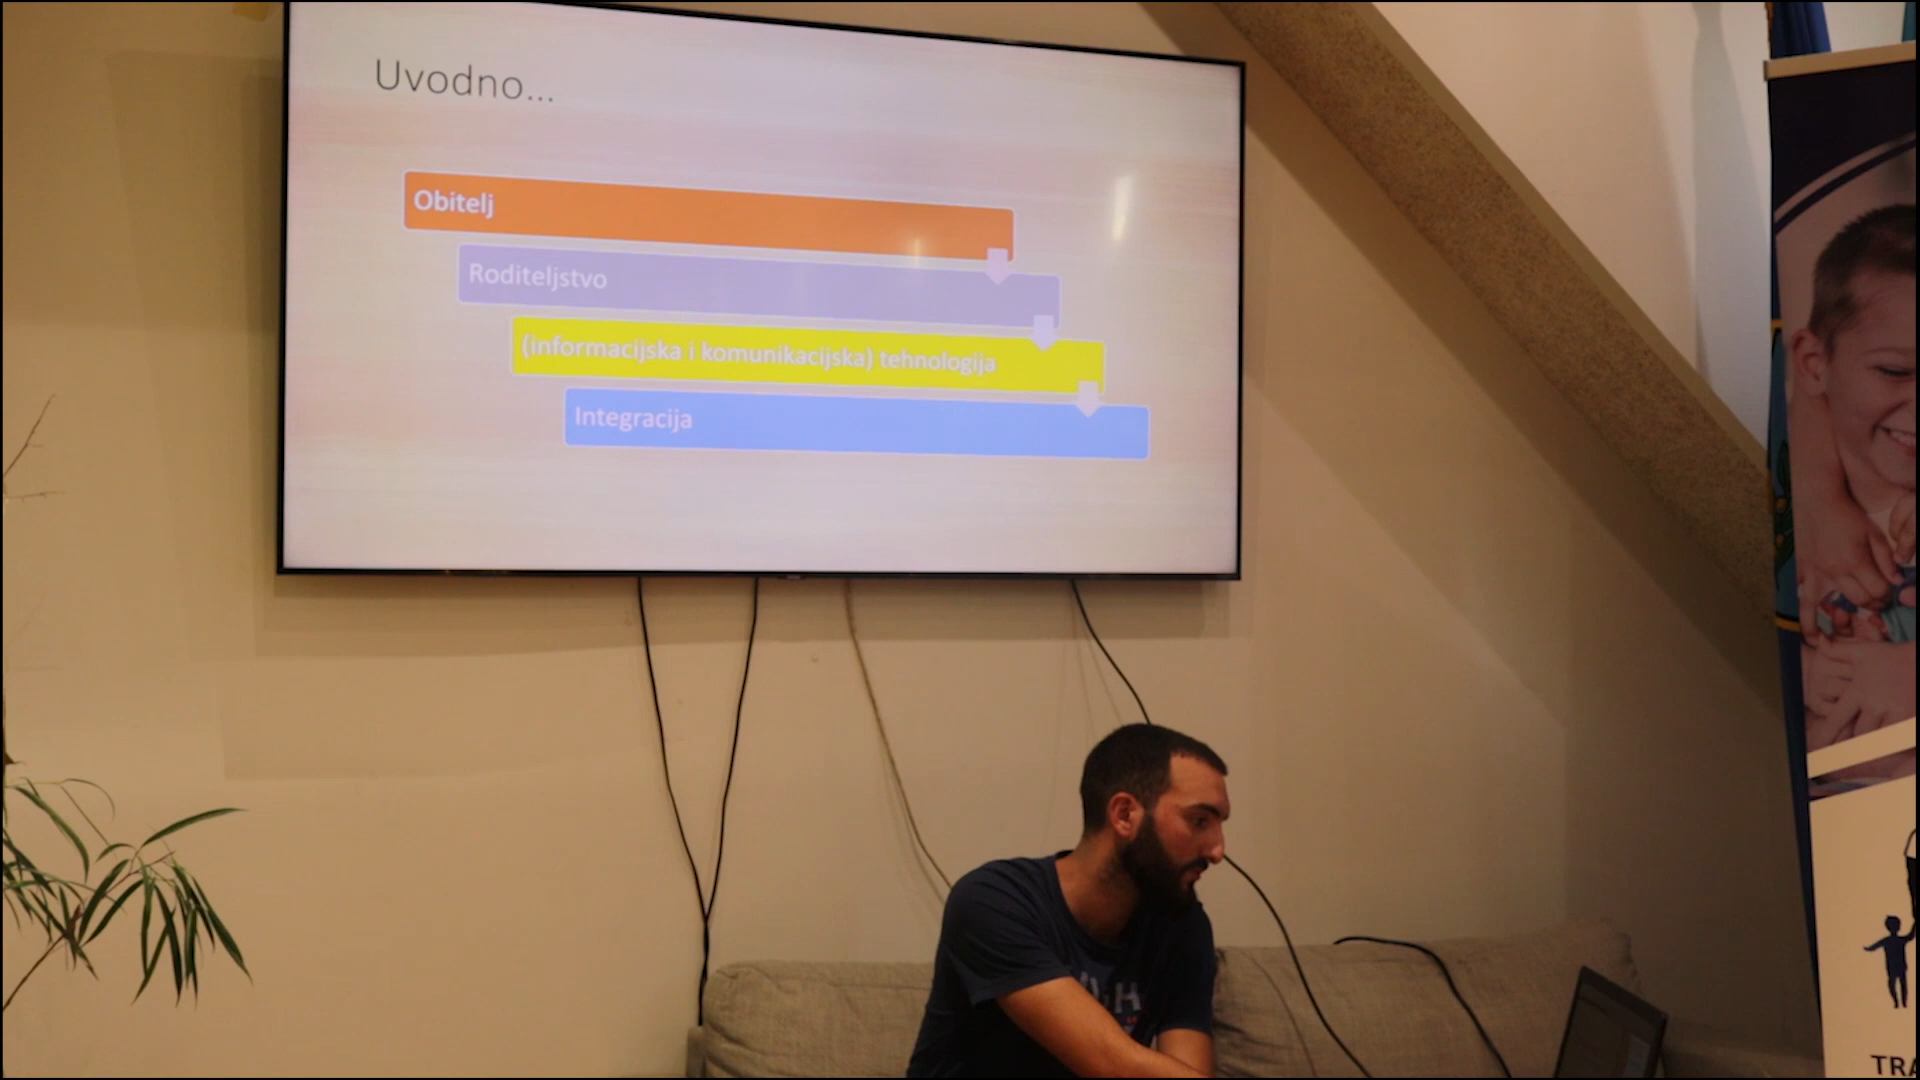 Uvodno...
Obitelj
Roditeljstvo
(informacijska i komunikacijska) tehnologija
Integracija